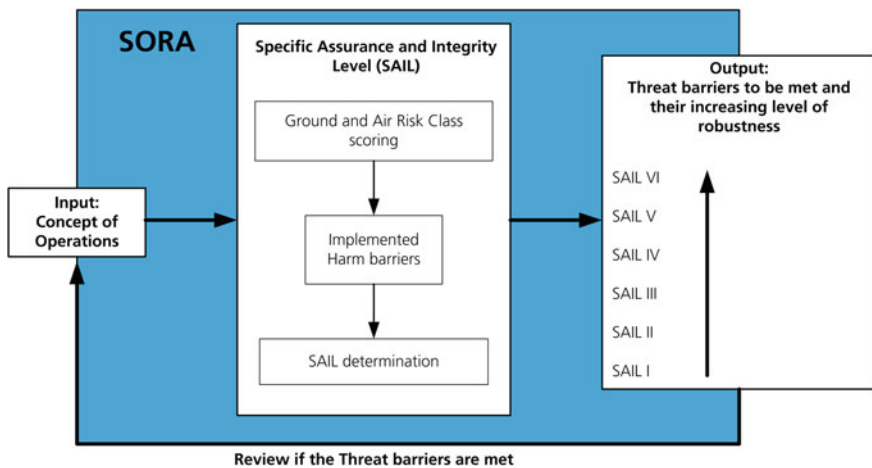 SORA
Input:
Concept of
Operations
Specific Assurance and Integrity
Level (SAIL)
Ground and Air Risk Class
scoring
Implemented
Harm barriers
SAIL determination
Output:
Threat barriers to be met and
their increasing level of
robustness
SAIL VI
SAIL V
SAIL IV
SAIL III
SAIL II
SAIL I
Review if the Threat barriers are met